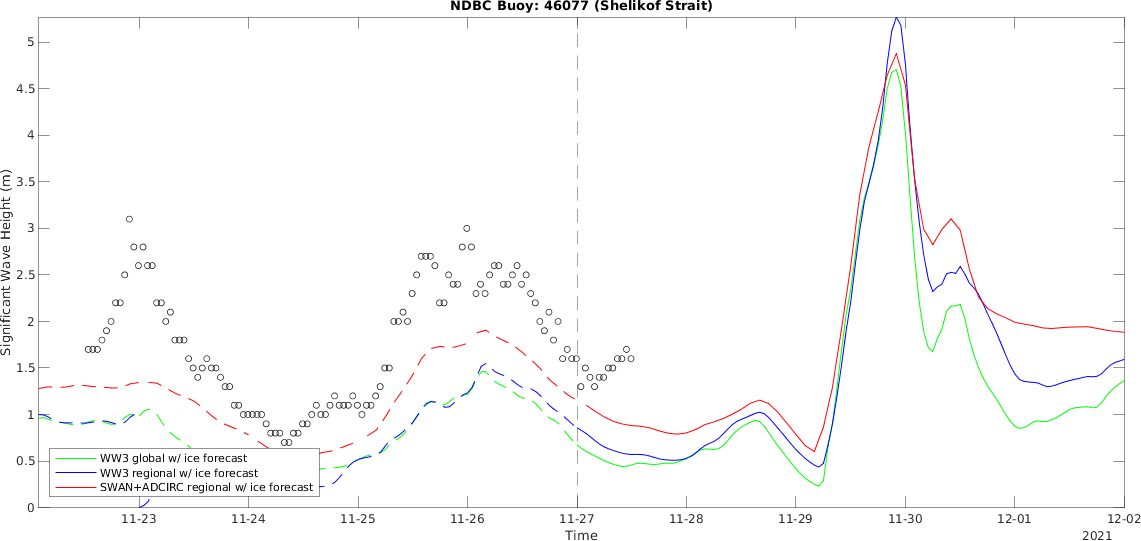 NDBC Buoy: 46077 (Shelikof Strait)
Significant Wave Height (m)
5
4.5
4
3.5
3
2.5
2
1.5
1
0.5
0
WW3 global w/ ice forecast
WW3 regional w/ ice forecast
SWAN+ADCIRC regional w/ ice forecast
11-23 11-24 11-25 11-26 11-27 11-28 11-29 11-30 12-01 12-02
Time
2021